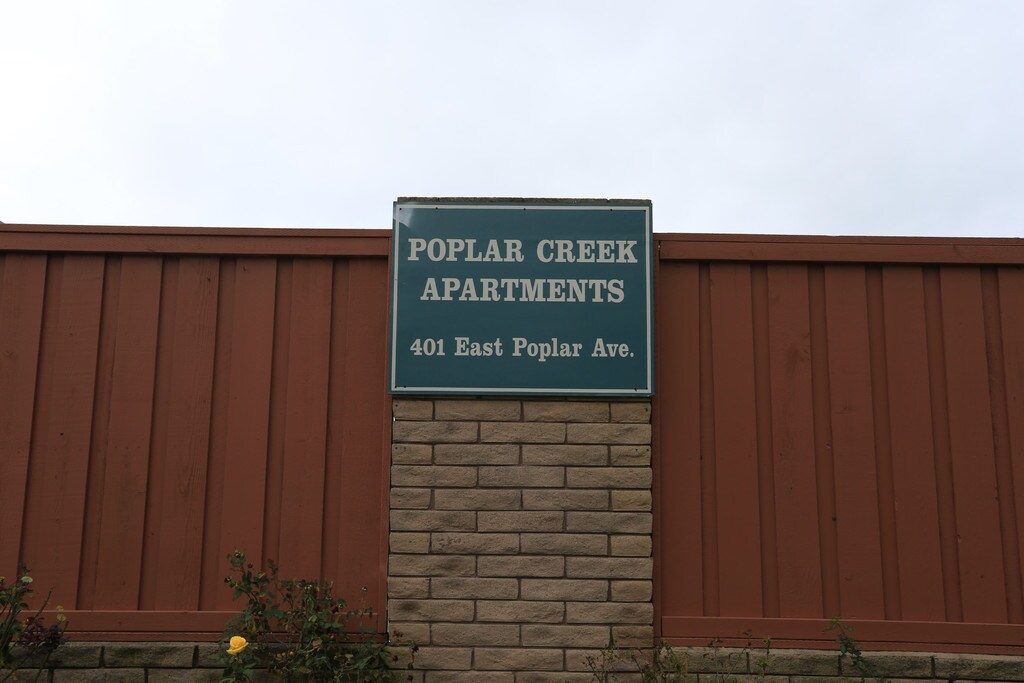 POPLAR CREEK
APARTMENTS
401 East Poplar Ave.